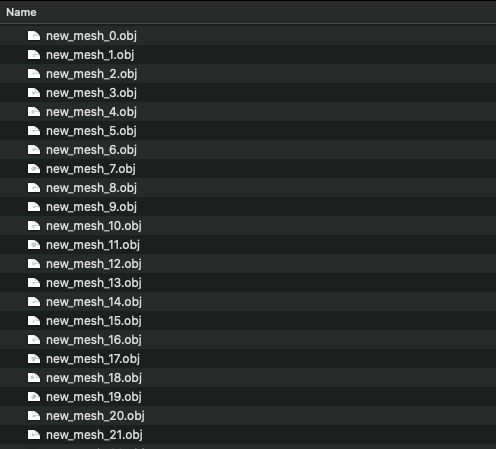 Name
new_mesh_0.obj
new_mesh_1.obj
new_mesh_2.obj
new_mesh_3.obj
new_mesh_4.obj
new_mesh_5.obj
new_mesh_6.obj
new_mesh_7.obj
new_mesh_8.obj
new_mesh_9.obj
new_mesh_10.obj
new_mesh_11.obj
new_mesh_12.obj
new_mesh_13.obj
new_mesh_14.obj
new_mesh_15.obj
new_mesh_16.obj
new_mesh_17.obj
new_mesh_18.obj
new_mesh_19.obj
new_mesh_20.obj
new_mesh_21.obj